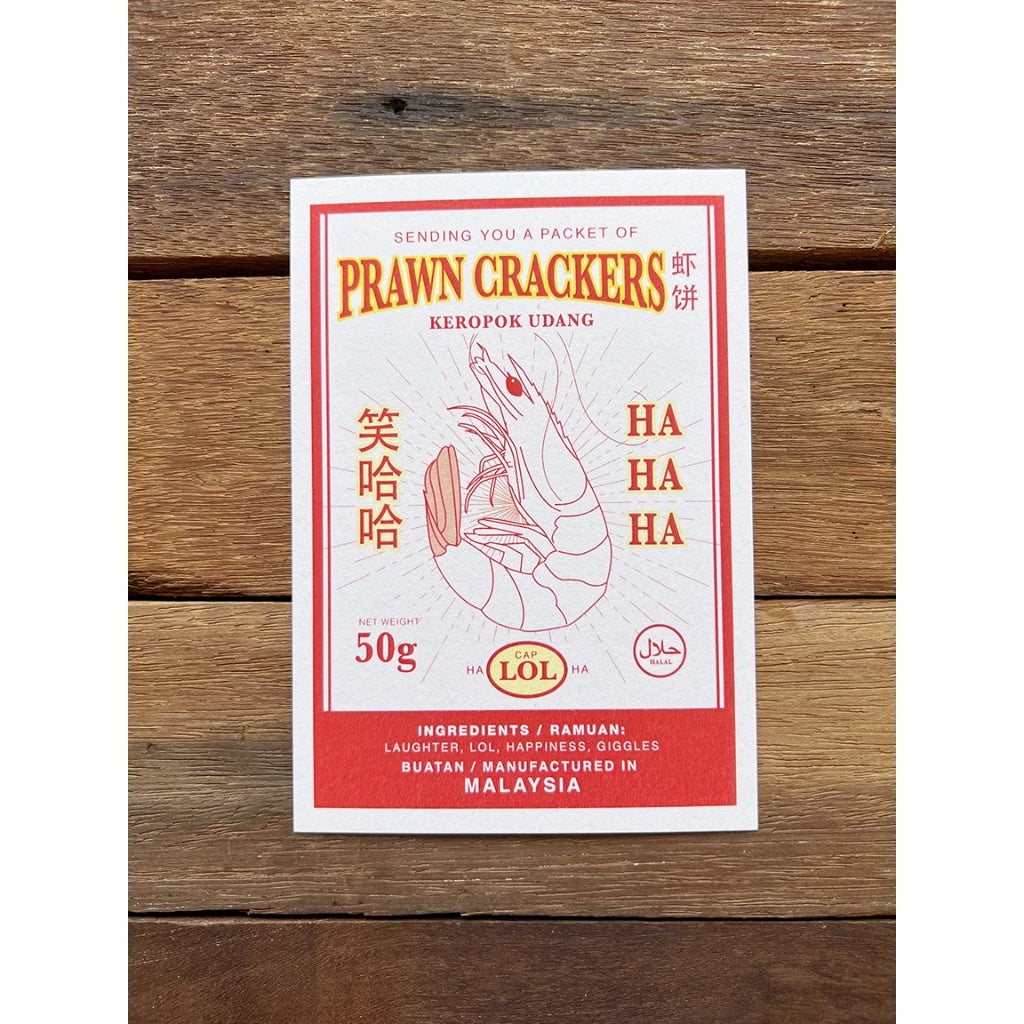 SENDING YOU A PACKET OF
PRAWN CRACKERS
虾饼
KEROPOK UDANG
笑哈哈
HA
HA
HA
NET WEIGHT
50g
CAP
HA LOL HA
حلال
HALAL
INGREDIENTS / RAMUAN:
LAUGHTER, LOL, HAPPINESS, GIGGLES
BUATAN / MANUFACTURED IN
MALAYSIA